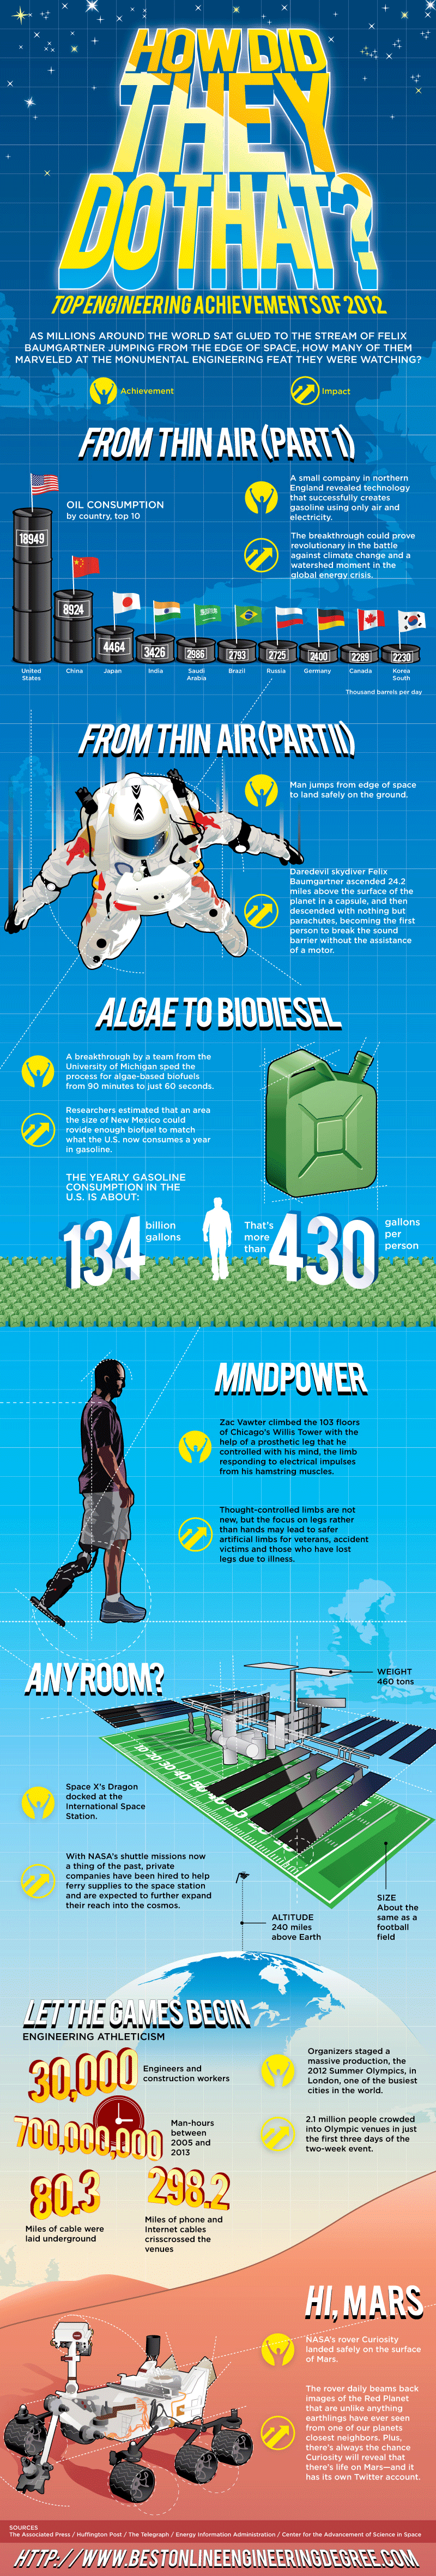 HOW DID
THEY
DO THAT?
TOP ENGINEERING ACHIEVEMENTS OF 2012
AS MILLIONS AROUND THE WORLD SAT GLUED TO THE STREAM OF FELIX
BAUMGARTNER JUMPING FROM THE EDGE OF SPACE, HOW MANY OF THEM
MARVELED AT THE MONUMENTAL ENGINEERING FEAT THEY WERE WATCHING?
Achievement
Impact
FROM THIN AIR (PART I)
OIL CONSUMPTION
by country, top 10
A small company in northern
England revealed technology
that successfully creates
gasoline using only air and
electricity.
The breakthrough could prove
revolutionary in the battle
against climate change and a
watershed moment in the
global energy crisis.
18949
8924
4464
3426
2986
2793
2725
2400
2289
2230
United
States
China
Japan
India
Saudi
Arabia
Brazil
Russia
Germany
Canada
Korea
South
Thousand barrels per day
FROM THIN AIR (PART II)
Man jumps from edge of space
to land safely on the ground.
Daredevil skydiver Felix
Baumgartner ascended 24.2
miles above the surface of the
planet in a capsule, and then
descended with nothing but
parachutes, becoming the first
person to break the sound
barrier without the assistance
of a motor.
ALGAE TO BIODIESEL
A breakthrough by a team from the
University of Michigan sped the
process for algae-based biofuels
from 90 minutes to just 60 seconds.
Researchers estimated that an area
the size of New Mexico could
rovide enough biofuel to match
what the U.S. now consumes a year
in gasoline.
THE YEARLY GASOLINE
CONSUMPTION IN THE
U.S. IS ABOUT:
134
billion
gallons
That's
more
than
430
gallons
per
person
MINDPOWER
Zac Vawter climbed the 103 floors
of Chicago's Willis Tower with the
help of a prosthetic leg that he
controlled with his mind, the limb
responding to electrical impulses
from his hamstring muscles.
Thought-controlled limbs are not
new, but the focus on legs rather
than hands may lead to safer
artificial limbs for veterans, accident
victims and those who have lost
legs due to illness.
ANY ROOM?
WEIGHT
460 tons
Space X's Dragon
docked at the
International Space
Station.
With NASA's shuttle missions now
a thing of the past, private
companies have been hired to help
ferry supplies to the space station
and are expected to further expand
their reach into the cosmos.
SIZE
About the
same as a
football
field
ALTITUDE
240 miles
above Earth
LET THE GAMES BEGIN
ENGINEERING ATHLETICISM
30,000
Engineers and
construction workers
700,000,000
Man-hours
between
2005 and
2013
80.3
Miles of cable were
laid underground
298.2
Miles of phone and
Internet cables
crisscrossed the
venues
Organizers staged a
massive production, the
2012 Summer Olympics, in
London, one of the busiest
cities in the world.
2.1 million people crowded
into Olympic venues in just
the first three days of the
two-week event.
HI, MARS
NASA's rover Curiosity
landed safely on the surface
of Mars.
The rover daily beams back
images of the Red Planet
that are unlike anything
earthlings have ever seen
from one of our planets
closest neighbors. Plus,
there's always the chance
Curiosity will reveal that
there's life on Mars—and it
has its own Twitter account.
SOURCES
The Associated Press / Huffington Post / The Telegraph / Energy Information Administration / Center for the Advancement of Science in Space
HTTP://WWW.BESTONLINEENGINEERINGDEGREE.COM